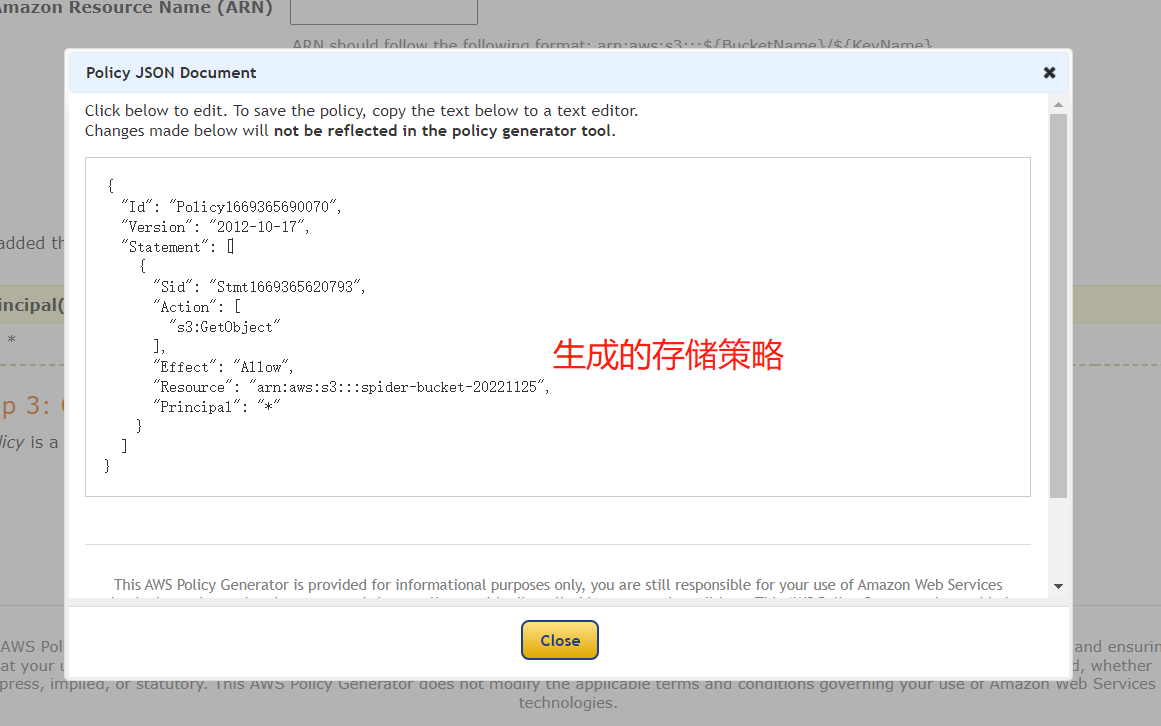 Amazon Resource Name (ARN)
ARN should follow the following format: arn:aws:s3:::${BucketName}/${KeyName}.
Policy JSON Document
Click below to edit. To save the policy, copy the text below to a text editor.
Changes made below will not be reflected in the policy generator tool.
{
"Id": "Policy1669365690070",
"Version": "2012-10-17",
"Statement": [
{
"Sid": "Stmt1669365620793",
"Action": [
"s3:GetObject"
],
"Effect": "Allow",
"Resource": "arn:aws:s3:::spider-bucket-20221125",
"Principal": "*"
}
]
}
生成的存储策略
added th
incipal(
*
p 3:
licy is a
This AWS Policy Generator is provided for informational purposes only, you are still responsible for your use of Amazon Web Services
Close
AWS Pol and ensurin
at your u d, whether
press, implied, or statutory. This AWS Policy Generator does not modify the applicable terms and conditions governing your use of Amazon Web Services
technologies.